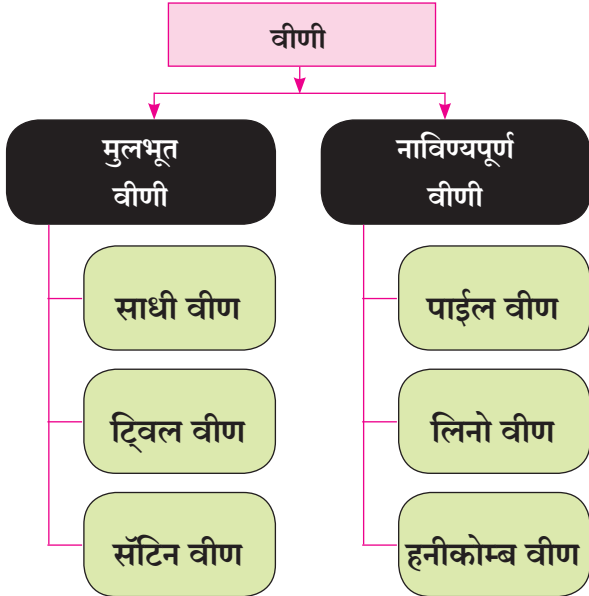 वीणी
मुलभूत
वीणी
साधी वीण
ट्विल वीण
सॅटिन वीण
नाविण्यपूर्ण
वीणी
पाईल वीण
लिनो वीण
हनीकोम्ब वीण